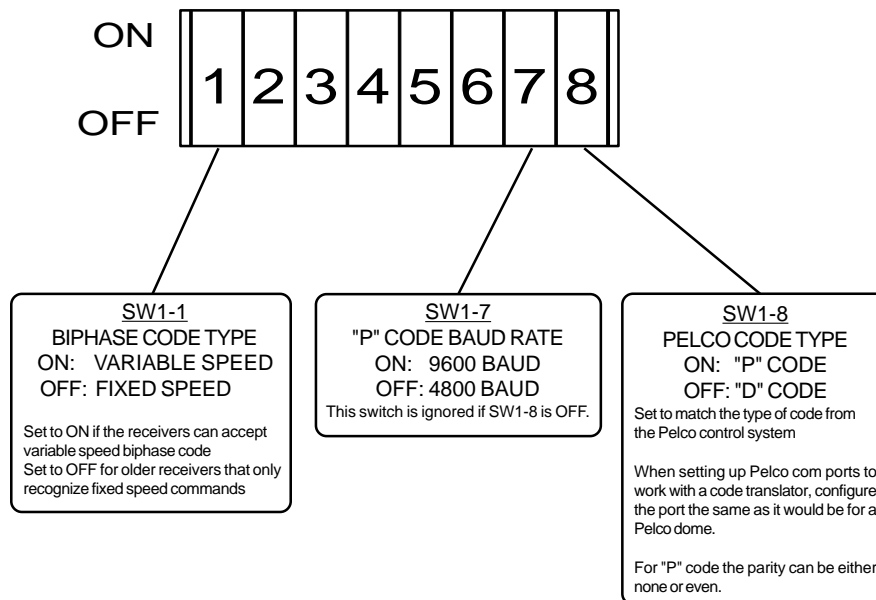 ON
1 2 3 4 5 6 7 8
OFF
SW1-1
BIPHASE CODE TYPE
ON: VARIABLE SPEED
OFF: FIXED SPEED
Set to ON if the receivers can accept
variable speed biphase code
Set to OFF for older receivers that only
recognize fixed speed commands
SW1-7
"P" CODE BAUD RATE
ON: 9600 BAUD
OFF: 4800 BAUD
This switch is ignored if SW1-8 is OFF.
SW1-8
PELCO CODE TYPE
ON: "P" CODE
OFF: "D" CODE
Set to match the type of code from
the Pelco control system
When setting up Pelco com ports to
work with a code translator, configure
the port the same as it would be for a
Pelco dome.
For "P" code the parity can be either
none or even.